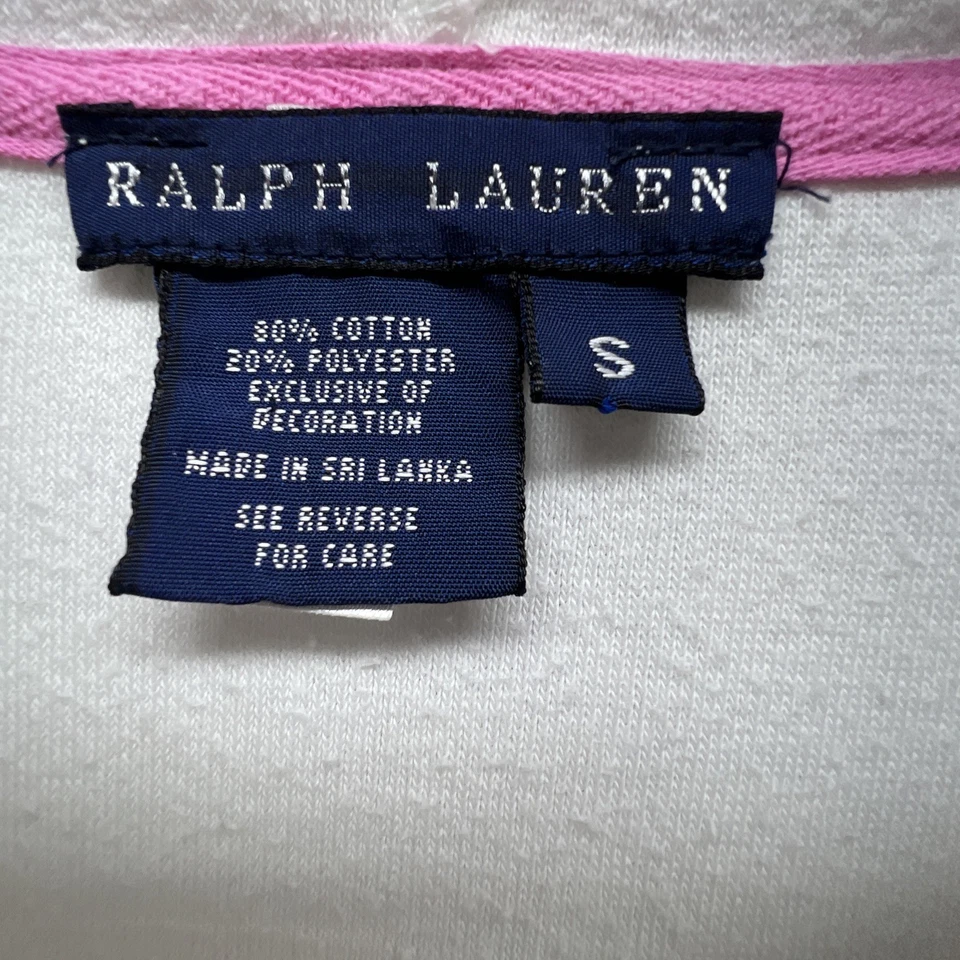 RALPH LAUREN
80% COTTON
20% POLYESTER
EXCLUSIVE OF
DECORATION
MADE IN SRI LANKA
SEE REVERSE
FOR CARE
S